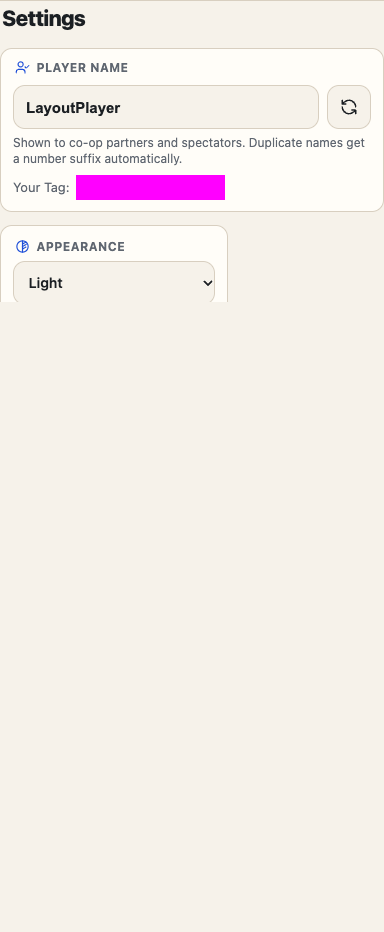 Settings
PLAYER NAME
LayoutPlayer
Shown to co-op partners and spectators. Duplicate names get
a number suffix automatically.
Your Tag:
APPEARANCE
Light